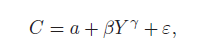 C = a + βY^γ + ε,